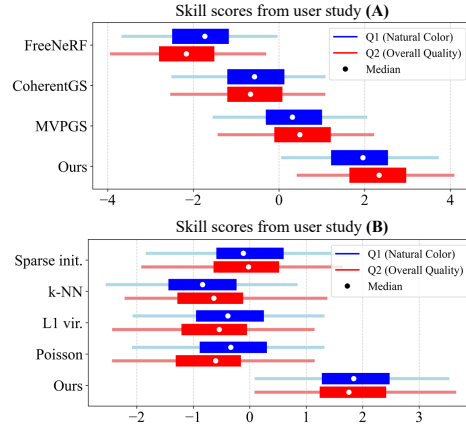 Skill scores from user study (A)
FreeNeRF
CoherentGS
MVPGS
Ours
Q1 (Natural Color)
Q2 (Overall Quality)
Median
−4 −2 0 2 4
Skill scores from user study (B)
Sparse init.
k-NN
L1 vir.
Poisson
Ours
Q1 (Natural Color)
Q2 (Overall Quality)
Median
−2 −1 0 1 2 3